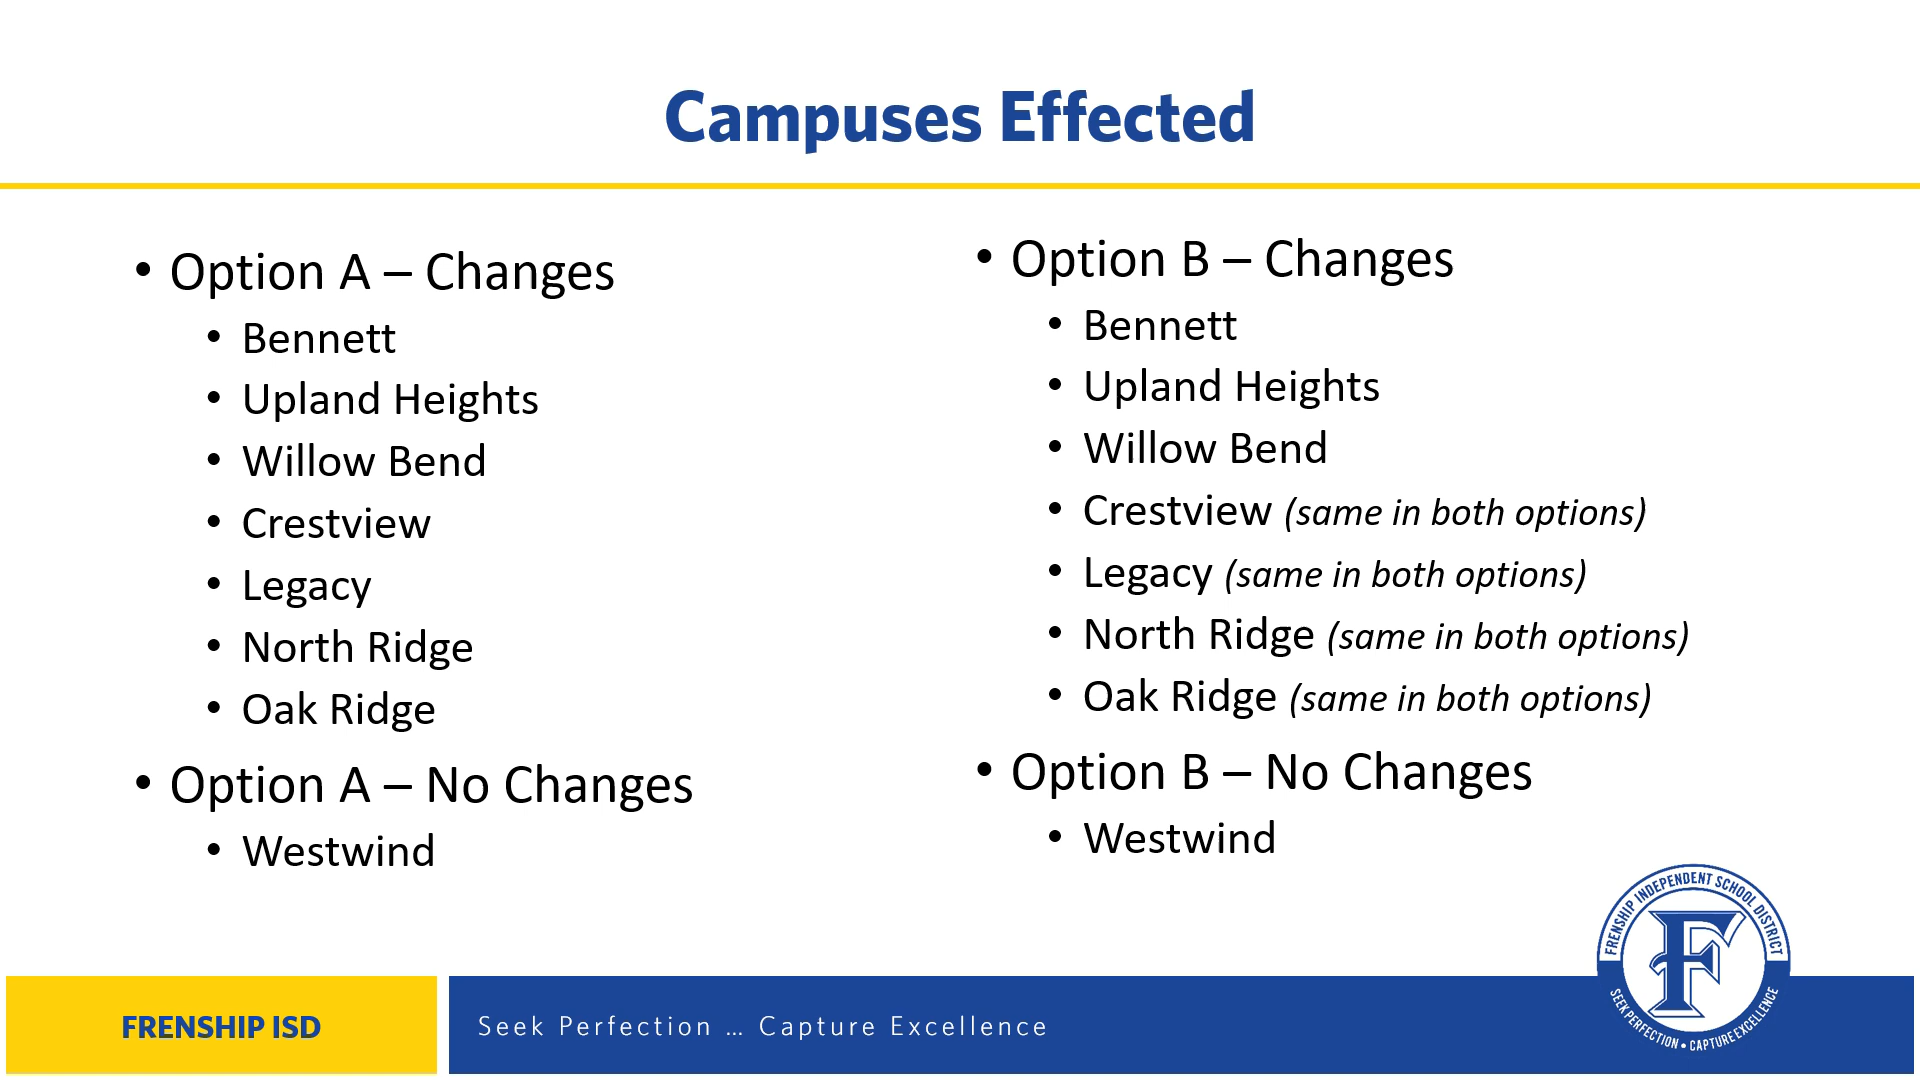 Campuses Effected
• Option A – Changes
• Bennett
• Upland Heights
• Willow Bend
• Crestview
• Legacy
• North Ridge
• Oak Ridge
• Option A – No Changes
• Westwind
• Option B – Changes
• Bennett
• Upland Heights
• Willow Bend
• Crestview (same in both options)
• Legacy (same in both options)
• North Ridge (same in both options)
• Oak Ridge (same in both options)
• Option B – No Changes
• Westwind
FRENSHIP INDEPENDENT SCHOOL DISTRICT
F
SEEK PERFECTION • CAPTURE EXCELLENCE
FRENSHIP ISD
Seek Perfection ... Capture Excellence